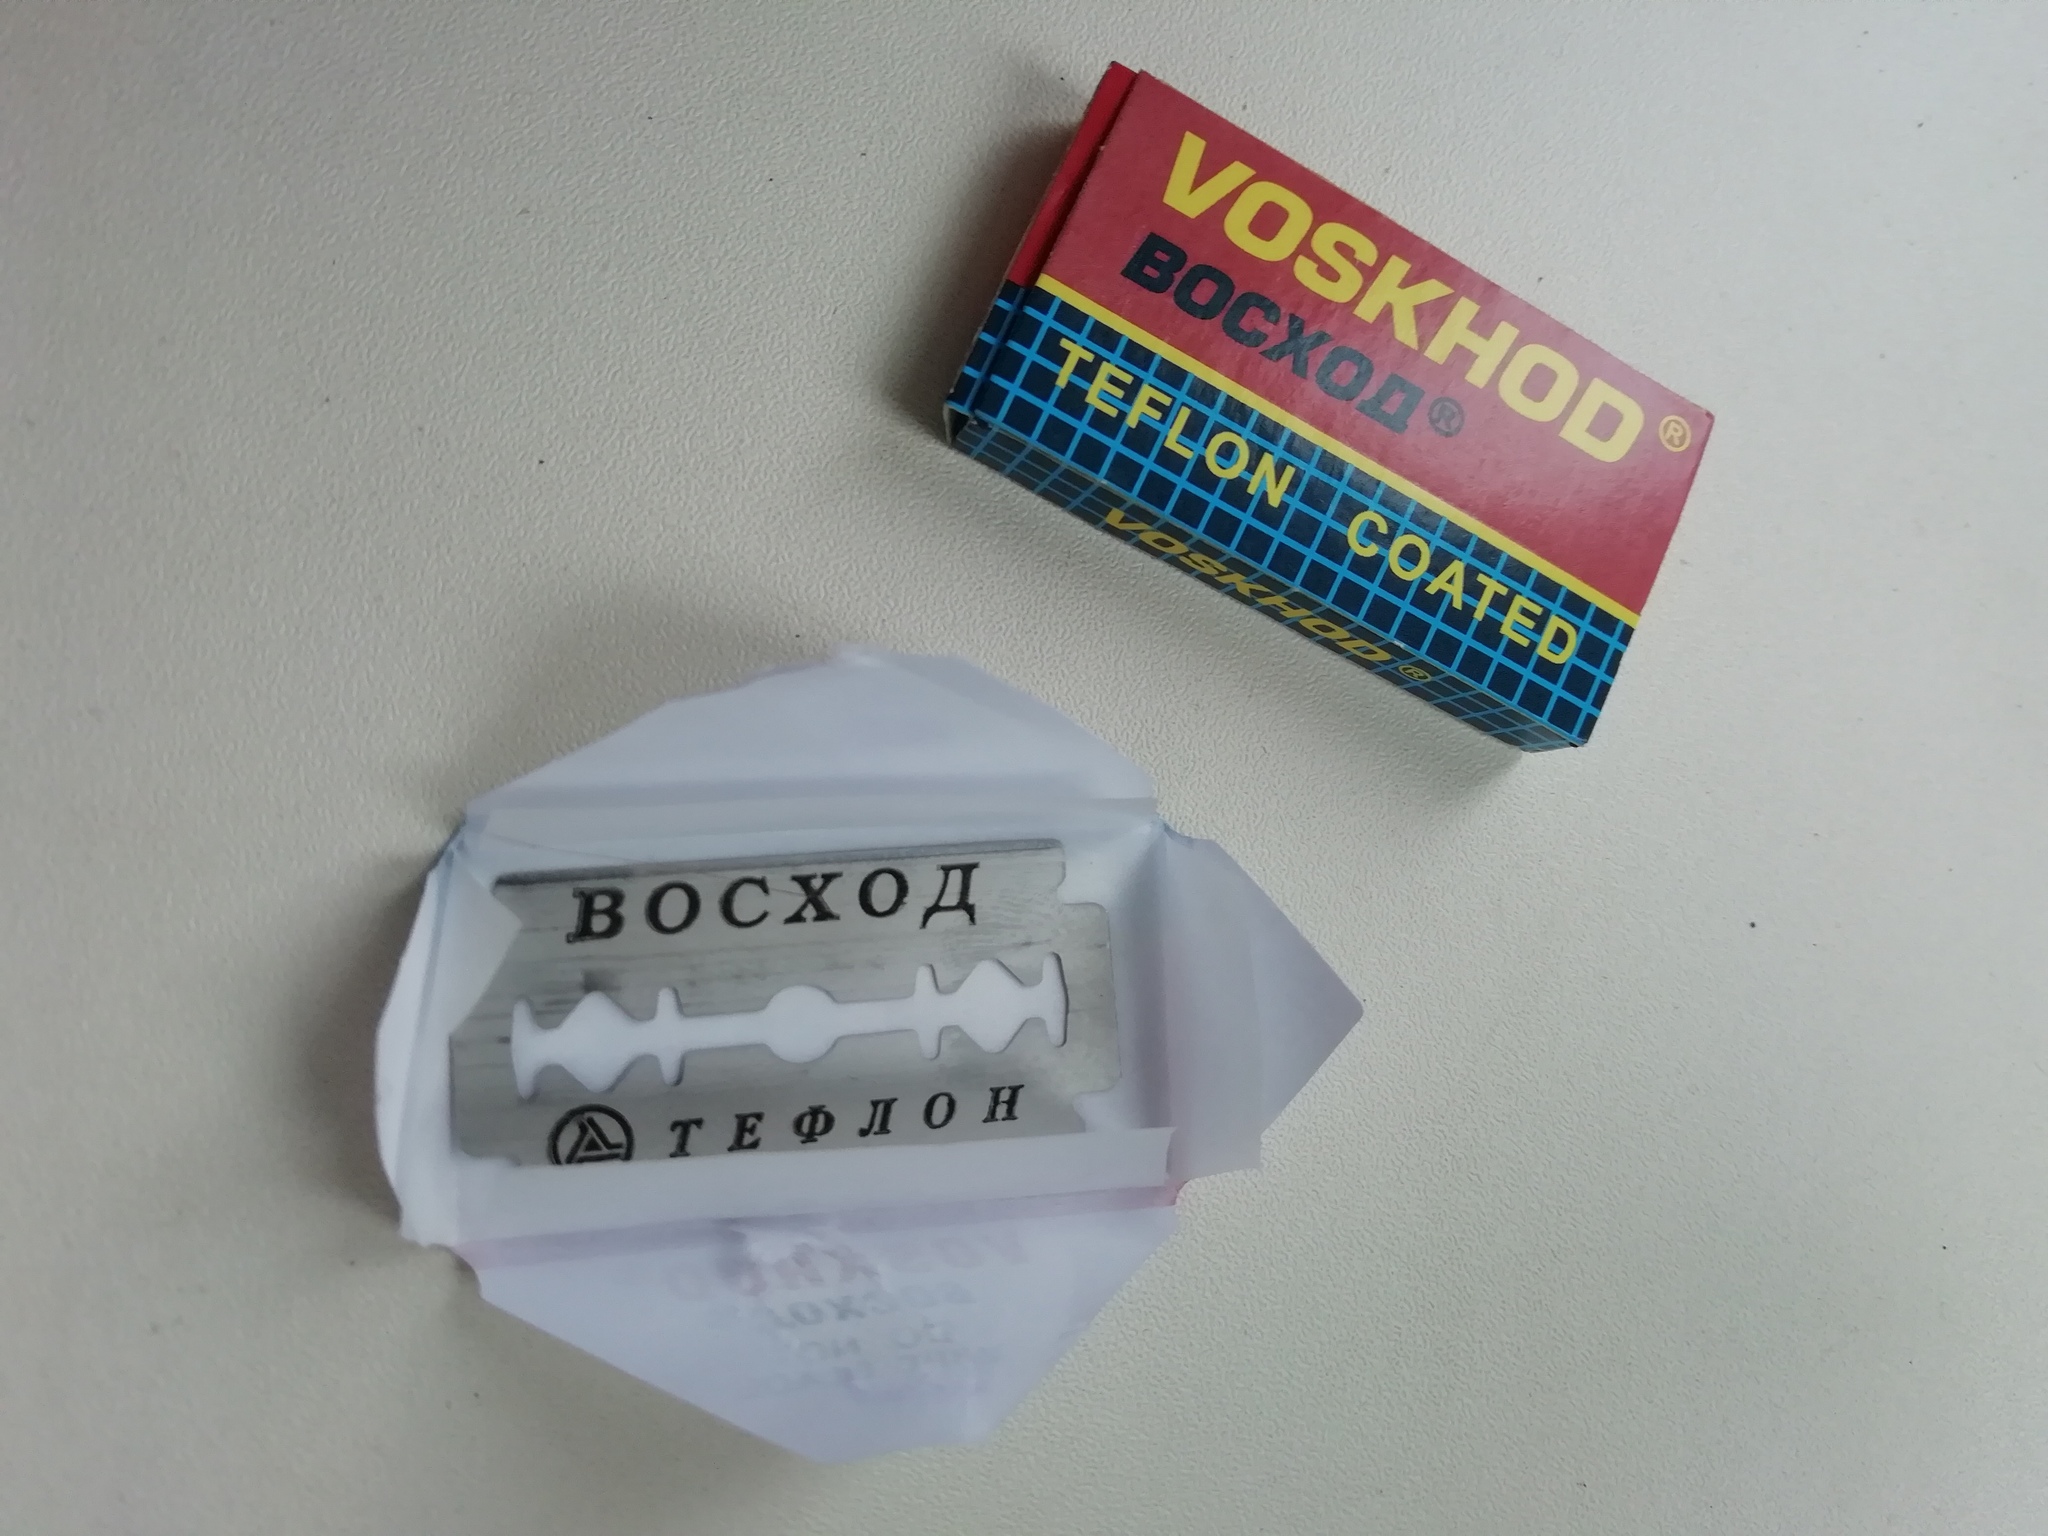 VOSKHOD®
ВОСХОД®
TEFLON COATED
VOSKHOD®
ВОСХОД
ТЕФЛОН